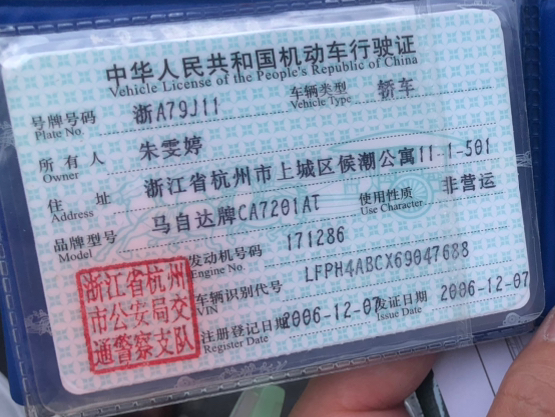 中华人民共和国机动车行驶证
Vehicle License of the People's Republic of China
号牌号码 浙A79J11 车辆类型 轿车
Plate No. Vehicle Type
所有人 朱雯婷
Owner
住址 浙江省杭州市上城区候潮公寓11-1-501
Address
品牌型号 马自达牌CA7201AT 使用性质 非营运
Model Use Character
发动机号码 171286
Engine No.
车辆识别代号 LFPH4ABCX69047688
VIN
注册登记日期 2006-12-07 发证日期 2006-12-07
Register Date Issue Date
浙江省杭州
市公安局交
通警察支队